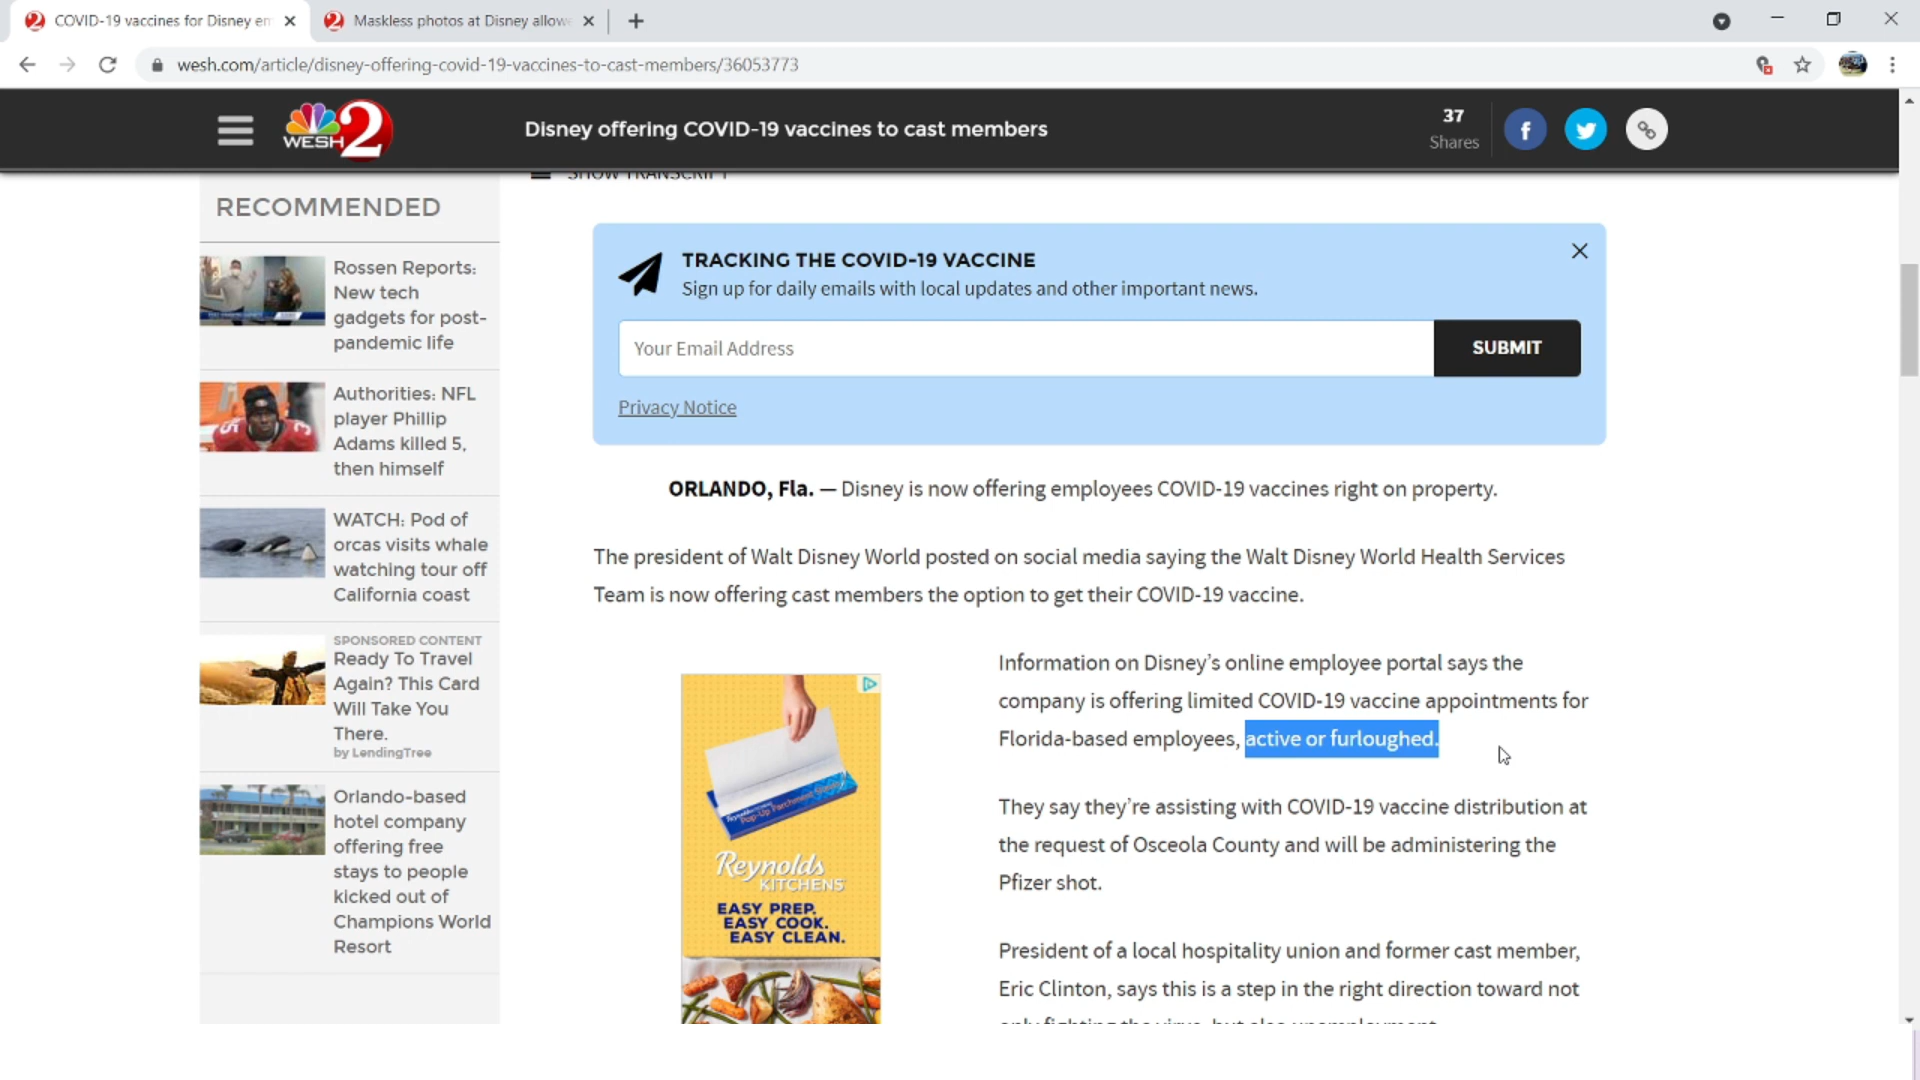 COVID-19 vaccines for Disney em
Maskless photos at Disney allow
wesh.com/article/disney-offering-covid-19-vaccines-to-cast-members/36053773
WESH 2
Disney offering COVID-19 vaccines to cast members
37
Shares
SHOW TRANSCRIPT
RECOMMENDED
Rossen Reports:
New tech
gadgets for post-
pandemic life
Authorities: NFL
player Phillip
Adams killed 5,
then himself
WATCH: Pod of
orcas visits whale
watching tour off
California coast
SPONSORED CONTENT
Ready To Travel
Again? This Card
Will Take You
There.
by LendingTree
Orlando-based
hotel company
offering free
stays to people
kicked out of
Champions World
Resort
TRACKING THE COVID-19 VACCINE
Sign up for daily emails with local updates and other important news.
Your Email Address
SUBMIT
Privacy Notice
ORLANDO, Fla. — Disney is now offering employees COVID-19 vaccines right on property.
The president of Walt Disney World posted on social media saying the Walt Disney World Health Services
Team is now offering cast members the option to get their COVID-19 vaccine.
Reynolds
KITCHENS
EASY PREP.
EASY COOK.
EASY CLEAN.
Information on Disney's online employee portal says the
company is offering limited COVID-19 vaccine appointments for
Florida-based employees, active or furloughed.
They say they're assisting with COVID-19 vaccine distribution at
the request of Osceola County and will be administering the
Pfizer shot.
President of a local hospitality union and former cast member,
Eric Clinton, says this is a step in the right direction toward not
only fighting the virus, but also unemployment.